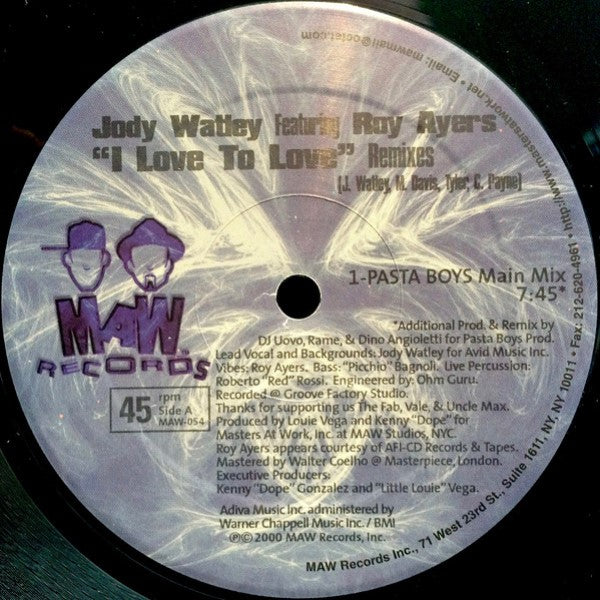 Jody Watley Featuring Roy Ayers
"I Love To Love" Remixes
(J. Watley, M. Davis, Tyler, G. Payne)
MAW.
RECORDS
1-PASTA BOYS Main Mix
7:45*
*Additional Prod. & Remix by
DJ Uovo, Rame, & Dino Angioletti for Pasta Boys Prod.
Lead Vocal and Backgrounds: Jody Watley for Avid Music Inc.
Vibes: Roy Ayers. Bass: "Picchio" Bagnoli. Live Percussion:
Roberto "Red" Rossi. Engineered by: Ohm Guru.
Recorded @ Groove Factory Studio.
Thanks for supporting us The Fab, Vale, & Uncle Max.
Produced by Louie Vega and Kenny "Dope" for
Masters At Work, Inc. at MAW Studios, NYC.
Roy Ayers appears courtesy of AFI-CD Records & Tapes.
Mastered by Walter Coelho @ Masterpiece, London.
Executive Producers:
Kenny "Dope" Gonzalez and "Little Louie" Vega.
45 rpm
Side A
MAW-054
Adiva Music Inc. administered by
Warner Chappell Music Inc. / BMI
℗© 2000 MAW Records, Inc.
MAW Records Inc., 71 West 23rd St., Suite 1611, NY, NY 10011 • Fax: 212-620-4961 • http://www.mastersatwork.net • Email: mawmail@octet.com